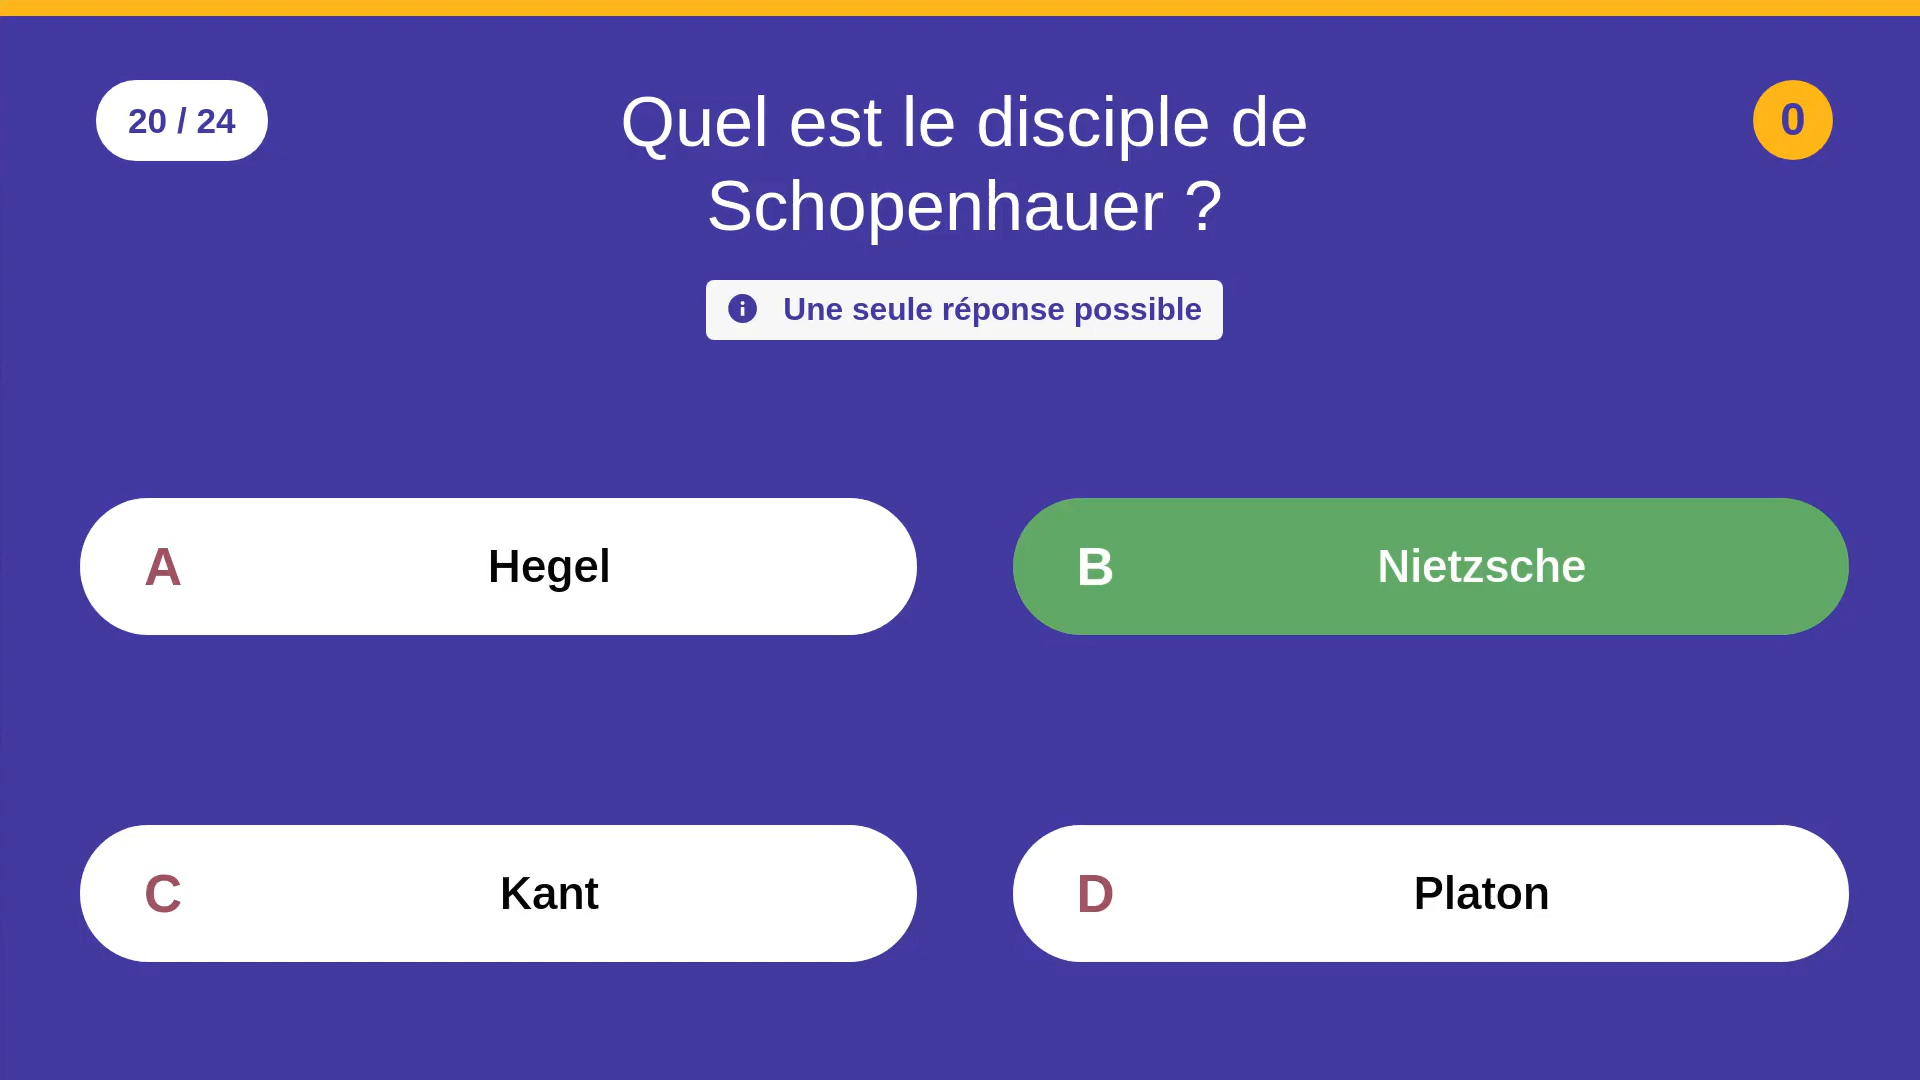 20 / 24
Quel est le disciple de
Schopenhauer ?
0
Une seule réponse possible
A Hegel
B Nietzsche
C Kant
D Platon